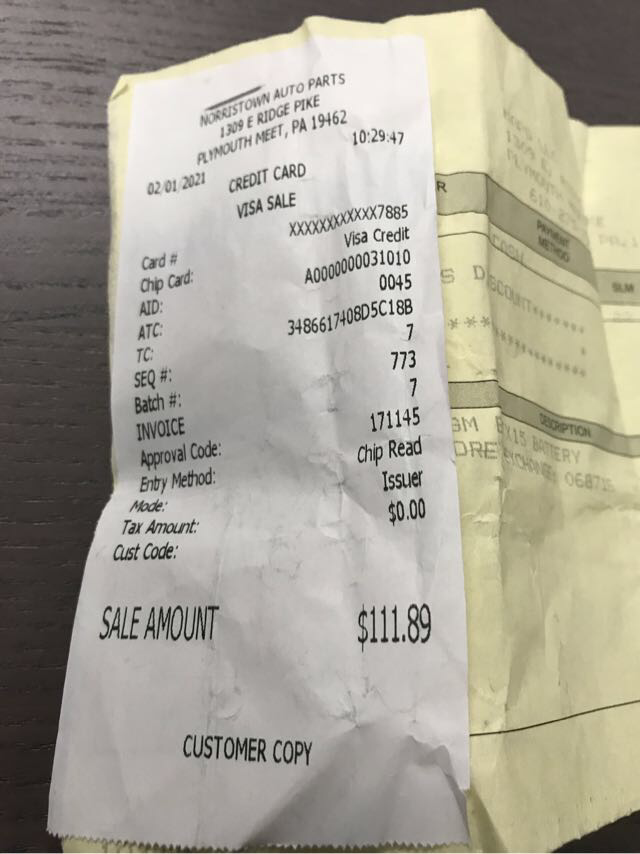 NORRISTOWN AUTO PARTS
1309 E RIDGE PIKE
PLYMOUTH MEET, PA 19462
02/01/2021 10:29:47
CREDIT CARD
VISA SALE
Card # XXXXXXXXXXXX7885
Chip Card: Visa Credit
AID: A0000000031010
ATC: 0045
TC: 3486617408D5C18B
SEQ #: 7
Batch #: 773
INVOICE 7
Approval Code: 171145
Entry Method: Chip Read
Mode: Issuer
Tax Amount: $0.00
Cust Code:
SALE AMOUNT $111.89
CUSTOMER COPY
R
PAYMENT
METHOD
SLM
CASH
DESCRIPTION
BATTERY
EXCHANGE